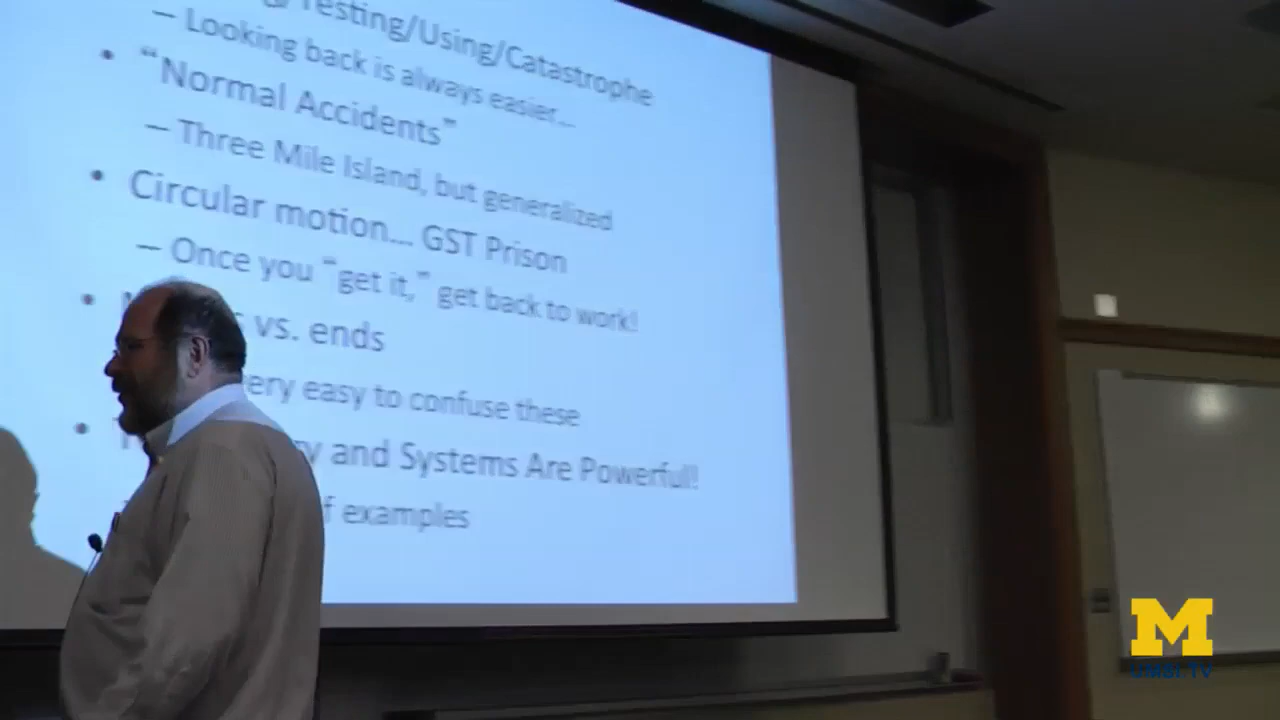 Testing/Using/Catastrophe
– Looking back is always easier...
• “Normal Accidents”
– Three Mile Island, but generalized
• Circular motion... GST Prison
– Once you “get it,” get back to work!
• vs. ends
easy to confuse these
• and Systems Are Powerful!
examples
M
UMSI.TV